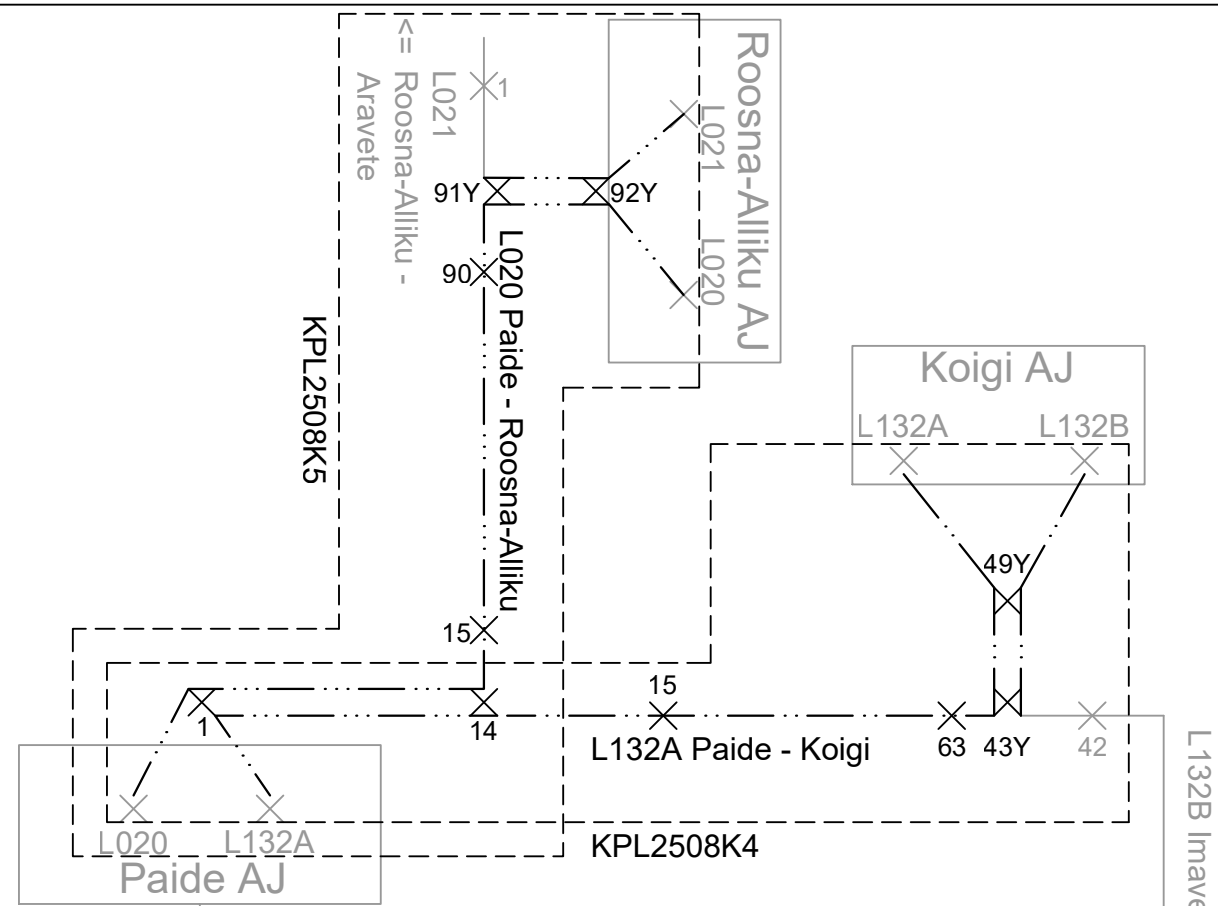 <= Roosna-Alliku -
Aravete
L021
1
Roosna-Alliku AJ
L021
L020
91Y
92Y
90
L020 Paide - Roosna-Alliku
KPL2508K5
15
Koigi AJ
L132A
L132B
49Y
1
14
15
63
43Y
42
L132A Paide - Koigi
KPL2508K4
L020
L132A
Paide AJ
L132B